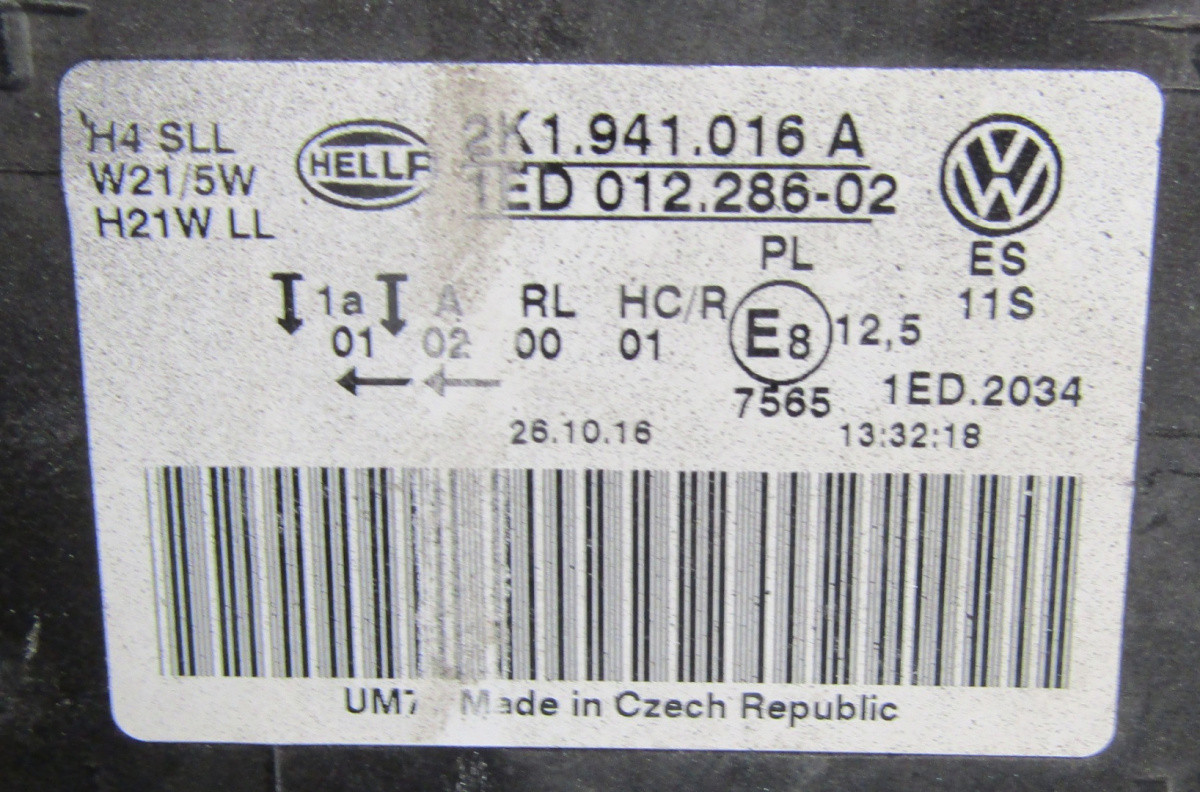 H4 SLL
W21/5W
H21W LL
HELLA
2K1.941.016 A
1ED 012.286-02
VW
PL
ES
11S
1a A RL HC/R
01 02 00 01
E8 12,5
7565 1ED.2034
26.10.16 13:32:18
Made in Czech Republic